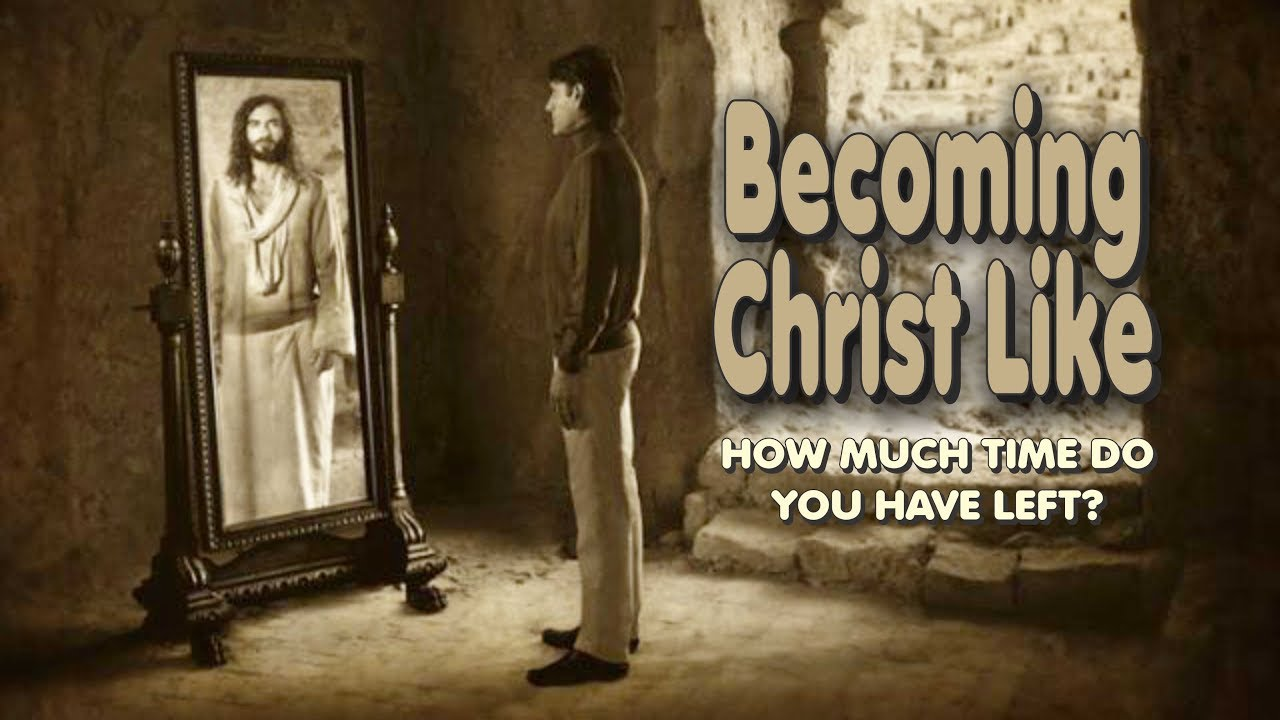 Becoming
Christ Like
HOW MUCH TIME DO
YOU HAVE LEFT?